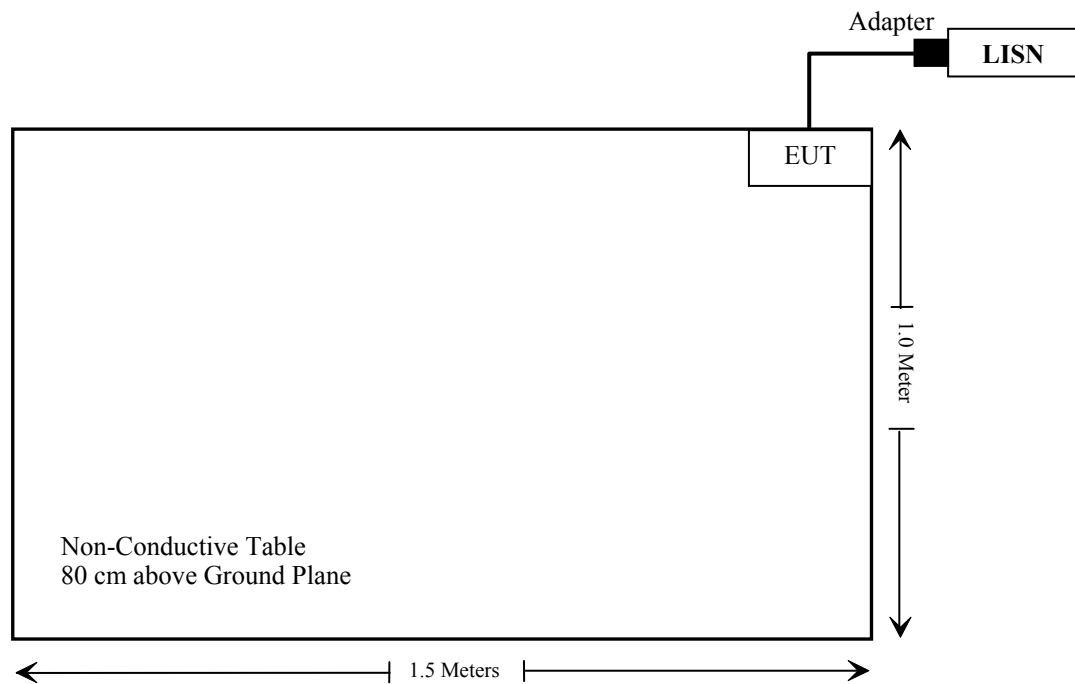 Adapter
LISN
EUT
1.0 Meter
Non-Conductive Table
80 cm above Ground Plane
1.5 Meters